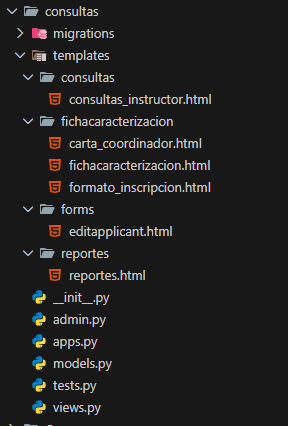 consultas
migrations
templates
consultas
consultas_instructor.html
fichacaracterizacion
carta_coordinador.html
fichacaracterizacion.html
formato_inscripcion.html
forms
editapplicant.html
reportes
reportes.html
__init__.py
admin.py
apps.py
models.py
tests.py
views.py